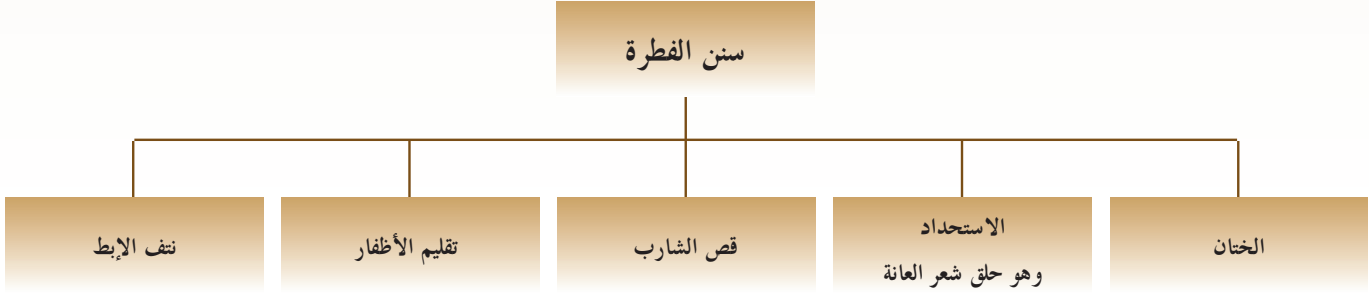 سنن الفطرة
الختان
الاستحداد
وهو حلق شعر العانة
قص الشارب
تقليم الأظفار
نتف الإبط